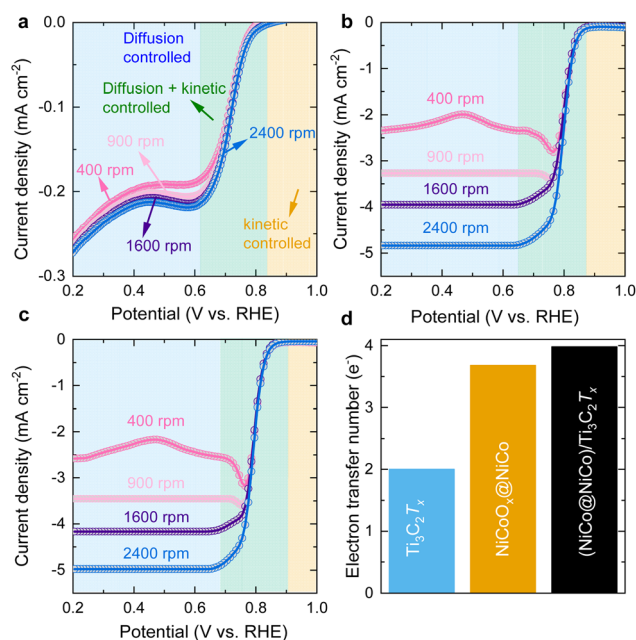 a
Diffusion
controlled
Diffusion + kinetic
controlled
900 rpm
2400 rpm
400 rpm
1600 rpm
kinetic
controlled
0
-0.1
-0.2
-0.3
Current density (mA cm-2)
0.2 0.4 0.6 0.8 1.0
Potential (V vs. RHE)
b
400 rpm
900 rpm
1600 rpm
2400 rpm
0
-1
-2
-3
-4
-5
Current density (mA cm-2)
0.2 0.4 0.6 0.8 1.0
Potential (V vs. RHE)
c
400 rpm
900 rpm
1600 rpm
2400 rpm
0
-1
-2
-3
-4
-5
Current density (mA cm-2)
0.2 0.4 0.6 0.8 1.0
Potential (V vs. RHE)
d
4
2
0
Electron transfer number (e-)
Ti3C2Tx
NiCoOx@NiCo
(NiCo@NiCo)/Ti3C2Tx